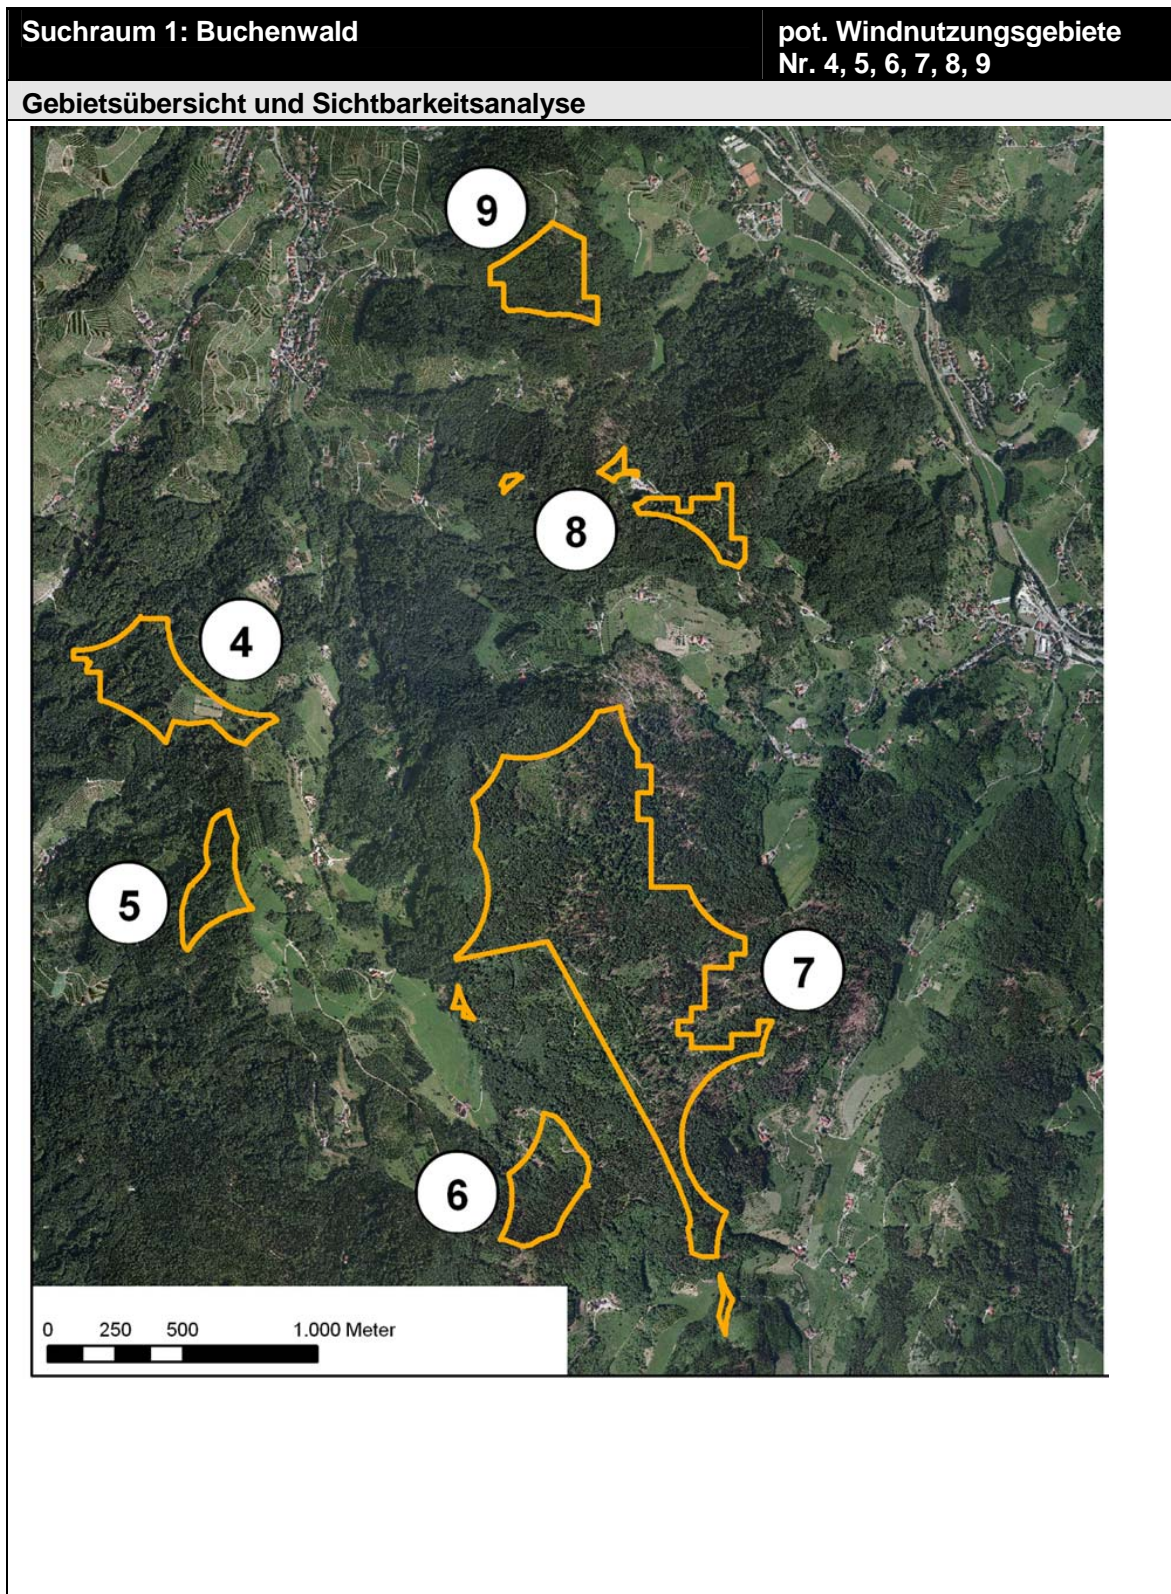 Suchraum 1: Buchenwald
pot. Windnutzungsgebiete
Nr. 4, 5, 6, 7, 8, 9
Gebietsübersicht und Sichtbarkeitsanalyse
9
8
4
5
7
6
0 250 500 1.000 Meter